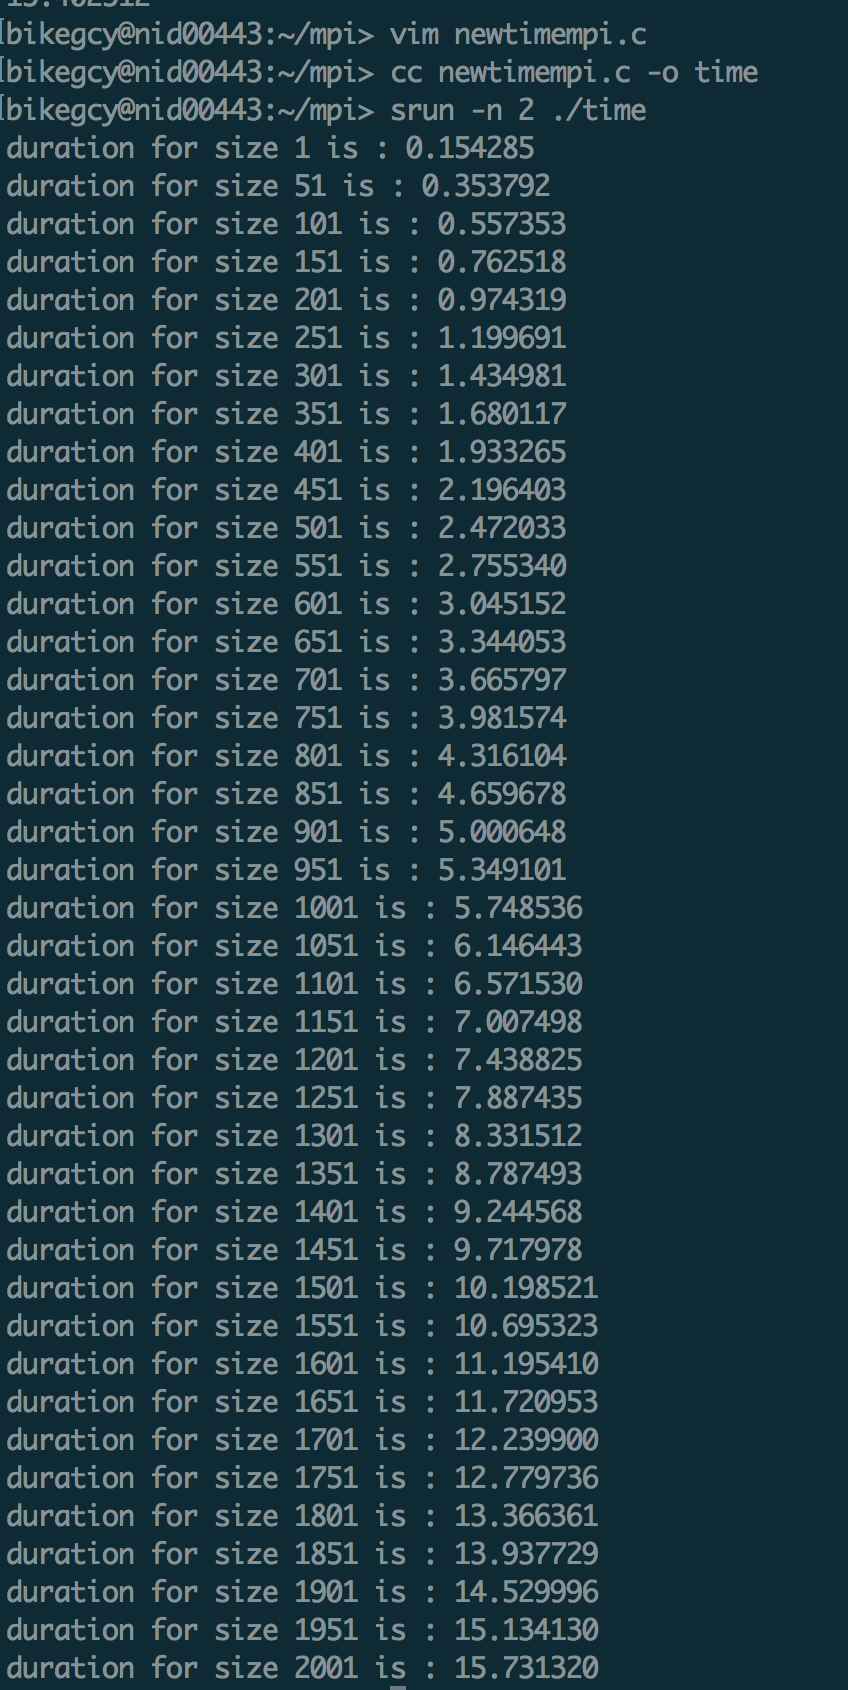 [bikegcy@nid00443:~/mpi> vim newtimempi.c
[bikegcy@nid00443:~/mpi> cc newtimempi.c -o time
[bikegcy@nid00443:~/mpi> srun -n 2 ./time
duration for size 1 is : 0.154285
duration for size 51 is : 0.353792
duration for size 101 is : 0.557353
duration for size 151 is : 0.762518
duration for size 201 is : 0.974319
duration for size 251 is : 1.199691
duration for size 301 is : 1.434981
duration for size 351 is : 1.680117
duration for size 401 is : 1.933265
duration for size 451 is : 2.196403
duration for size 501 is : 2.472033
duration for size 551 is : 2.755340
duration for size 601 is : 3.045152
duration for size 651 is : 3.344053
duration for size 701 is : 3.665797
duration for size 751 is : 3.981574
duration for size 801 is : 4.316104
duration for size 851 is : 4.659678
duration for size 901 is : 5.000648
duration for size 951 is : 5.349101
duration for size 1001 is : 5.748536
duration for size 1051 is : 6.146443
duration for size 1101 is : 6.571530
duration for size 1151 is : 7.007498
duration for size 1201 is : 7.438825
duration for size 1251 is : 7.887435
duration for size 1301 is : 8.331512
duration for size 1351 is : 8.787493
duration for size 1401 is : 9.244568
duration for size 1451 is : 9.717978
duration for size 1501 is : 10.198521
duration for size 1551 is : 10.695323
duration for size 1601 is : 11.195410
duration for size 1651 is : 11.720953
duration for size 1701 is : 12.239900
duration for size 1751 is : 12.779736
duration for size 1801 is : 13.366361
duration for size 1851 is : 13.937729
duration for size 1901 is : 14.529996
duration for size 1951 is : 15.134130
duration for size 2001 is : 15.731320